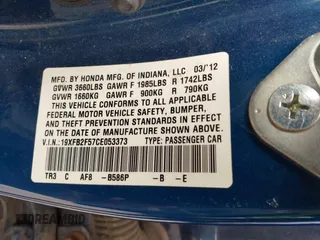 MFD. BY HONDA MFG. OF INDIANA, LLC 03/'12
GVWR 3660LBS GAWR F 1985LBS R 1742LBS
GVWR 1660KG GAWR F 900KG R 790KG
THIS VEHICLE CONFORMS TO ALL APPLICABLE
FEDERAL MOTOR VEHICLE SAFETY, BUMPER,
AND THEFT PREVENTION STANDARDS IN EFFECT
ON THE DATE OF MANUFACTURE SHOWN ABOVE.
V.I.N.: 19XFB2F57CE053373 TYPE: PASSENGER CAR
TR3 C AF8 -B586P -B -E
DREAMBID